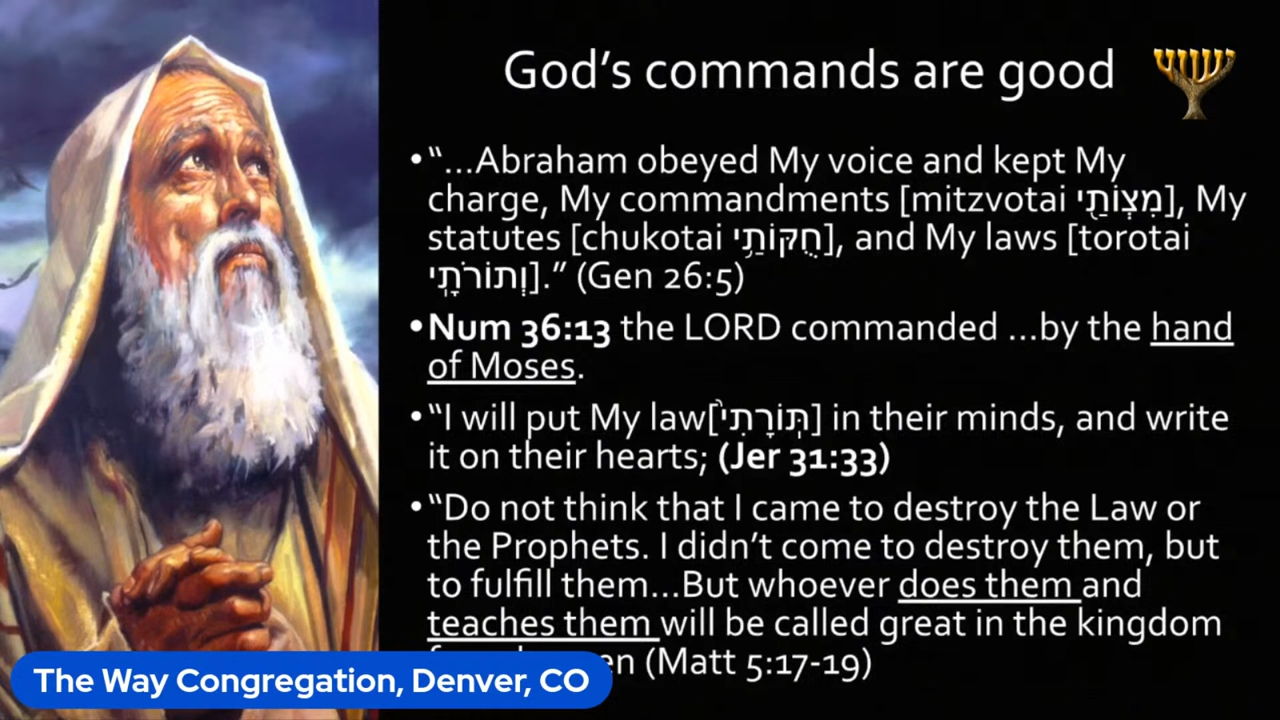 God’s commands are good
• “...Abraham obeyed My voice and kept My
charge, My commandments [mitzvotai מִצְוֺתַ֖י], My
statutes [chukotai חֻקּוֹתַ֥י], and My laws [torotai
וְתוֹרֹתָֽי].” (Gen 26:5)
• Num 36:13 the LORD commanded ...by the hand
of Moses.
• “I will put My law[תּֽוֹרָתִי֙] in their minds, and write
it on their hearts; (Jer 31:33)
• “Do not think that I came to destroy the Law or
the Prophets. I didn’t come to destroy them, but
to fulfill them...But whoever does them and
teaches them will be called great in the kingdom
(Matt 5:17-19)
The Way Congregation, Denver, CO